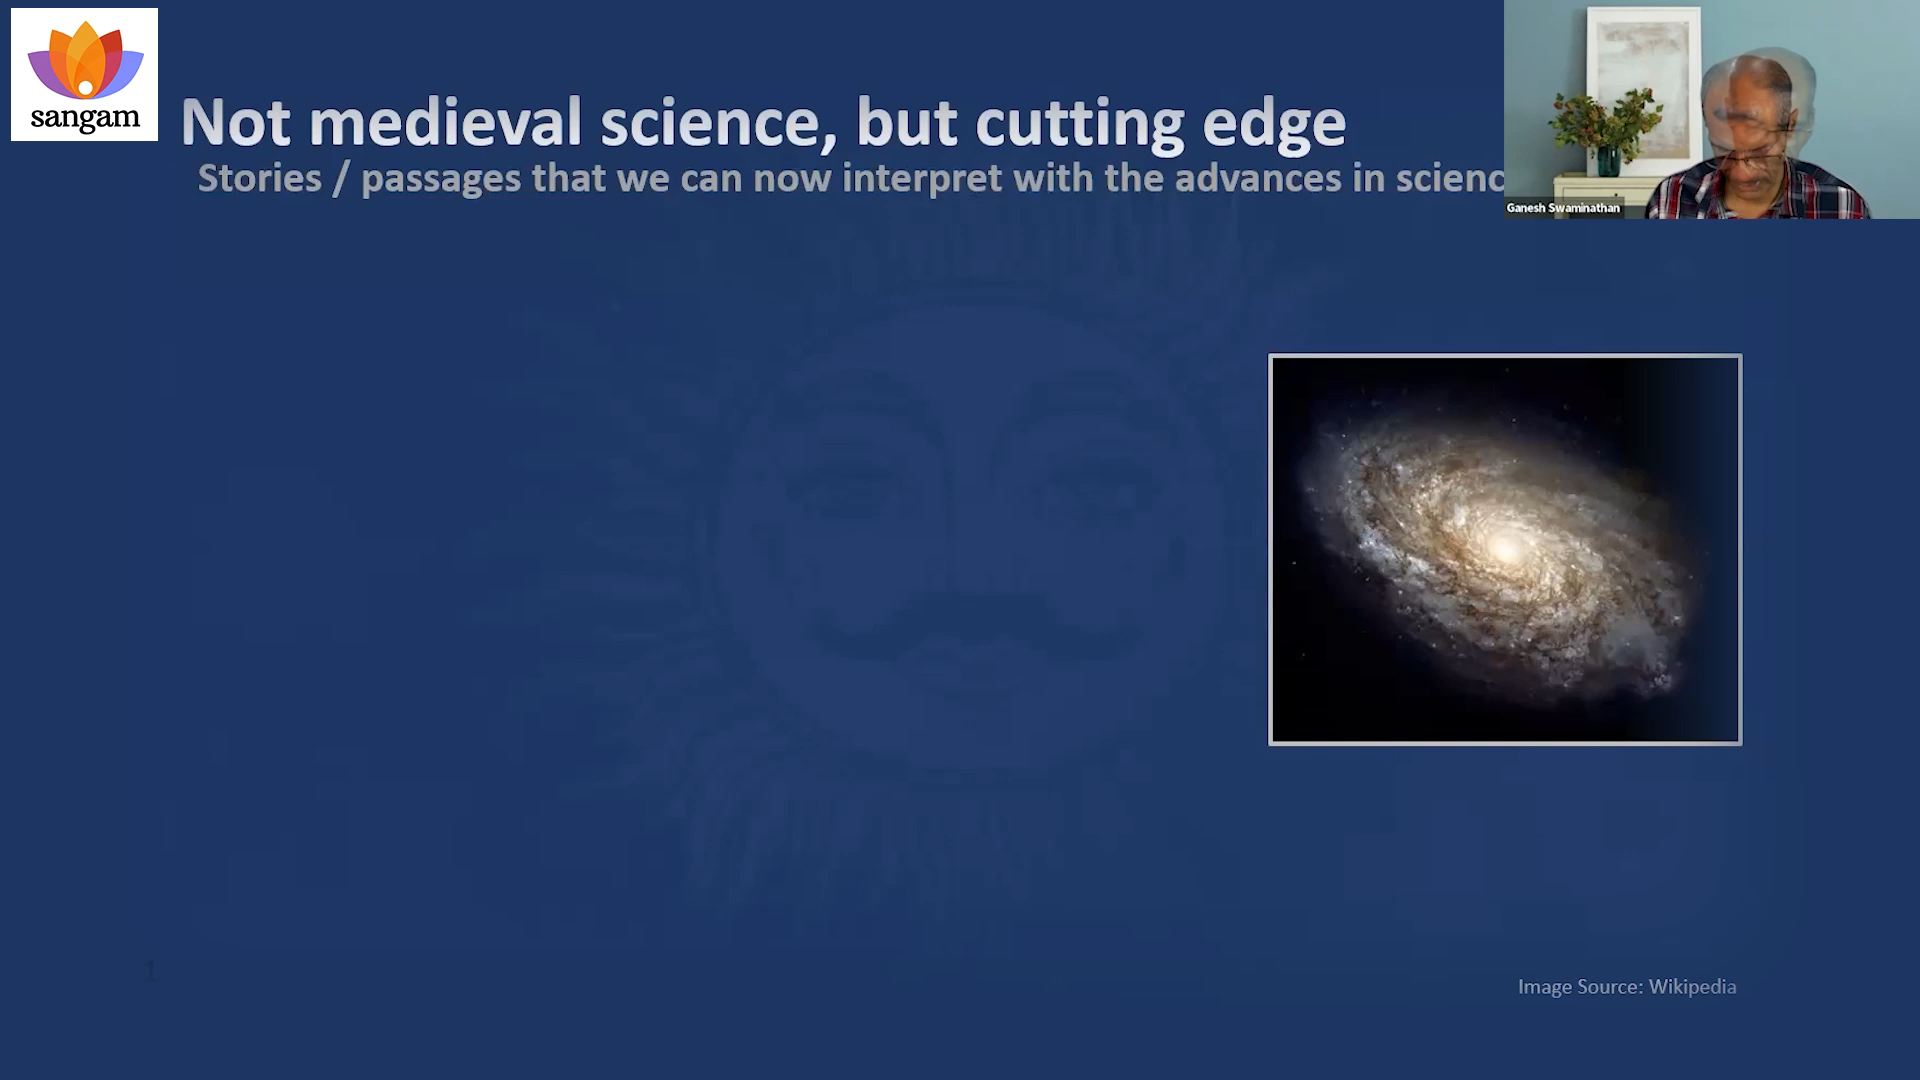 sangam
Not medieval science, but cutting edge
Stories / passages that we can now interpret with the advances in scienc
Ganesh Swaminathan
1
Image Source: Wikipedia